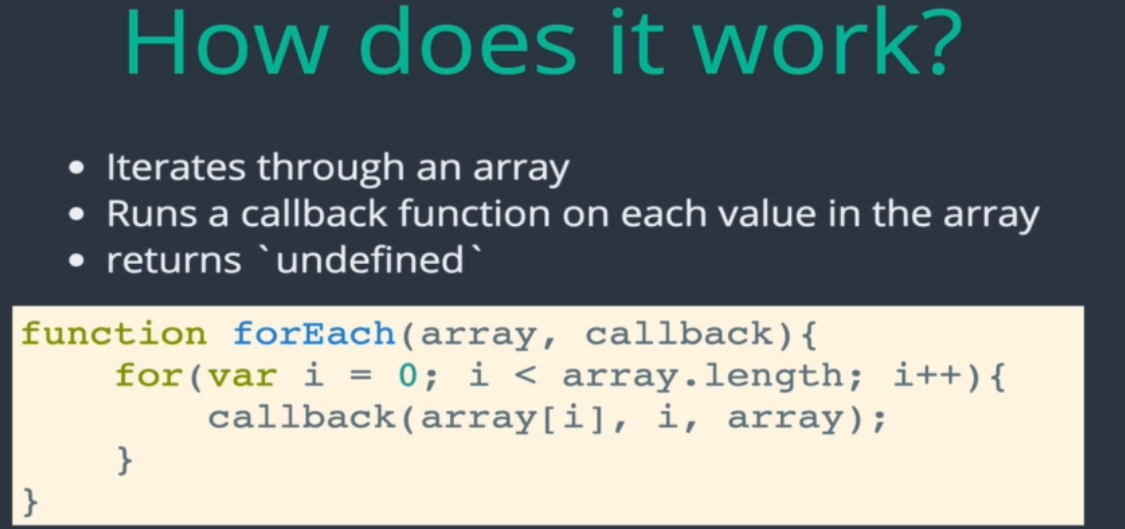 How does it work?
• Iterates through an array
• Runs a callback function on each value in the array
• returns `undefined`
function forEach(array, callback){
    for(var i = 0; i < array.length; i++){
        callback(array[i], i, array);
    }
}